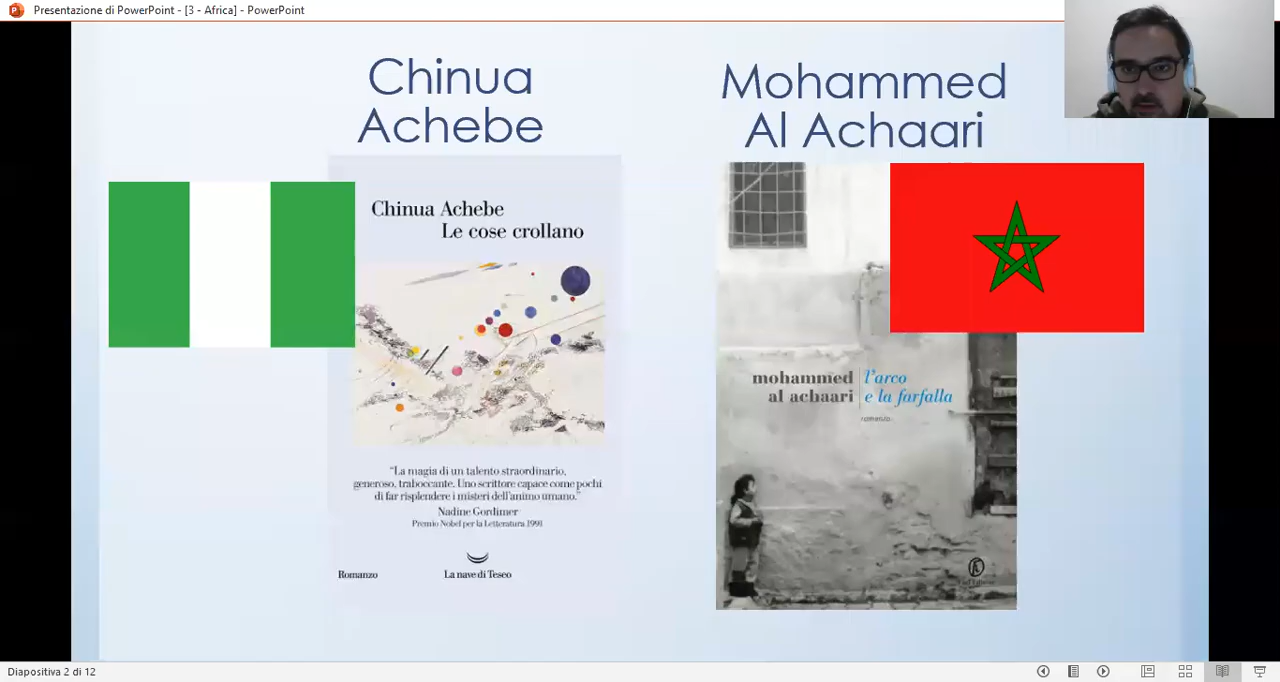 Presentazione di PowerPoint - [3 - Africa] - PowerPoint
Chinua
Achebe
Mohammed
Al Achaari
Chinua Achebe
Le cose crollano
"La magia di un talento straordinario,
generoso, traboccante. Uno scrittore capace come pochi
di far risplendere i misteri dell'animo umano."
Nadine Gordimer
Premio Nobel per la Letteratura 1991
Romanzo
La nave di Teseo
mohammed
al achaari
l'arco
e la farfalla
romanzo
Diapositiva 2 di 12